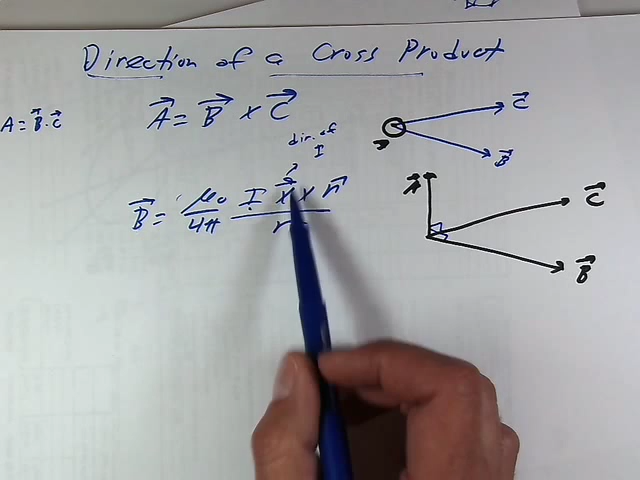 Direction of a Cross Product
A = B⃗ · C⃗
A⃗ = B⃗ × C⃗
dir. of
I
B⃗ = μ₀ I x⃗ × r⃗
4π r
C⃗
B⃗
A⃗
C⃗
B⃗